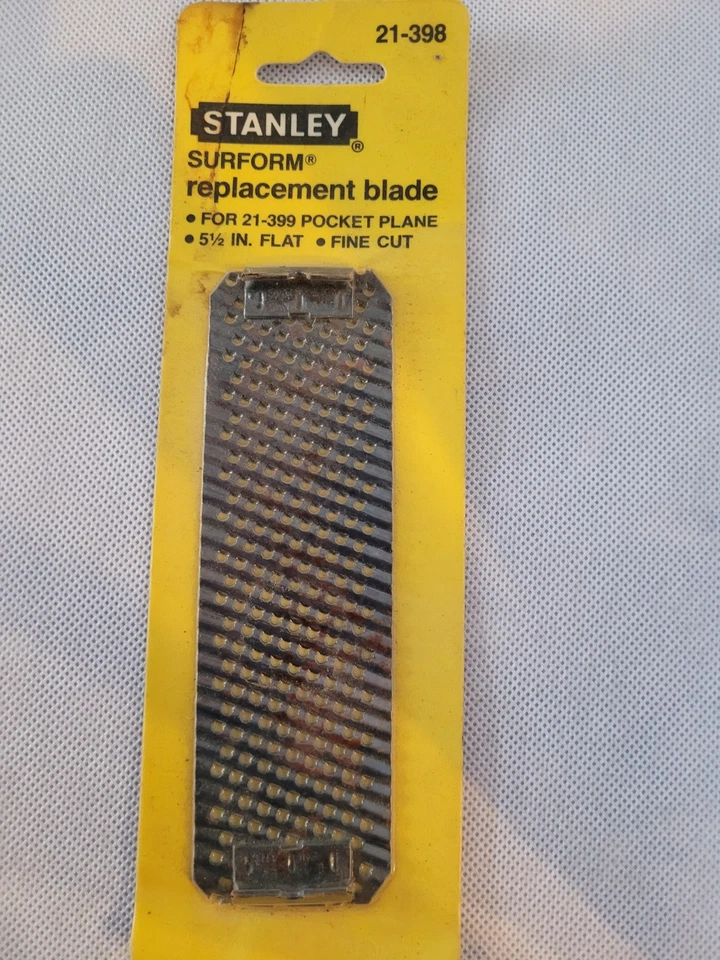 21-398
STANLEY®
SURFORM®
replacement blade
• FOR 21-399 POCKET PLANE
• 5½ IN. FLAT • FINE CUT